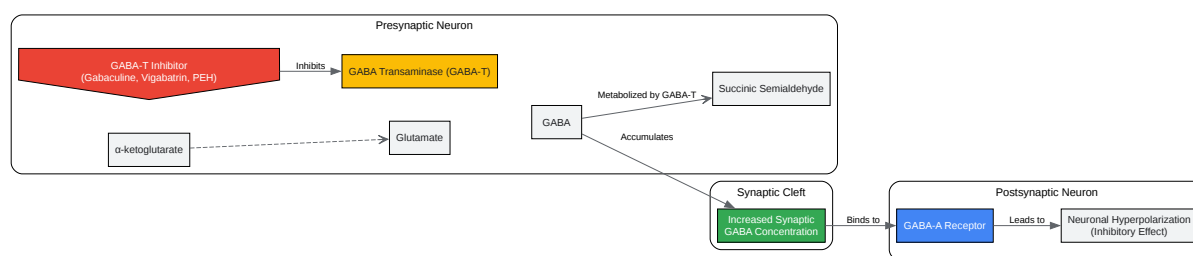 Presynaptic Neuron
GABA-T Inhibitor
(Gabaculine, Vigabatrin, PEH)
Inhibits
GABA Transaminase (GABA-T)
Metabolized by GABA-T
Succinic Semialdehyde
GABA
Accumulates
α-ketoglutarate
Glutamate
Synaptic Cleft
Increased Synaptic
GABA Concentration
Binds to
Postsynaptic Neuron
GABA-A Receptor
Leads to
Neuronal Hyperpolarization
(Inhibitory Effect)